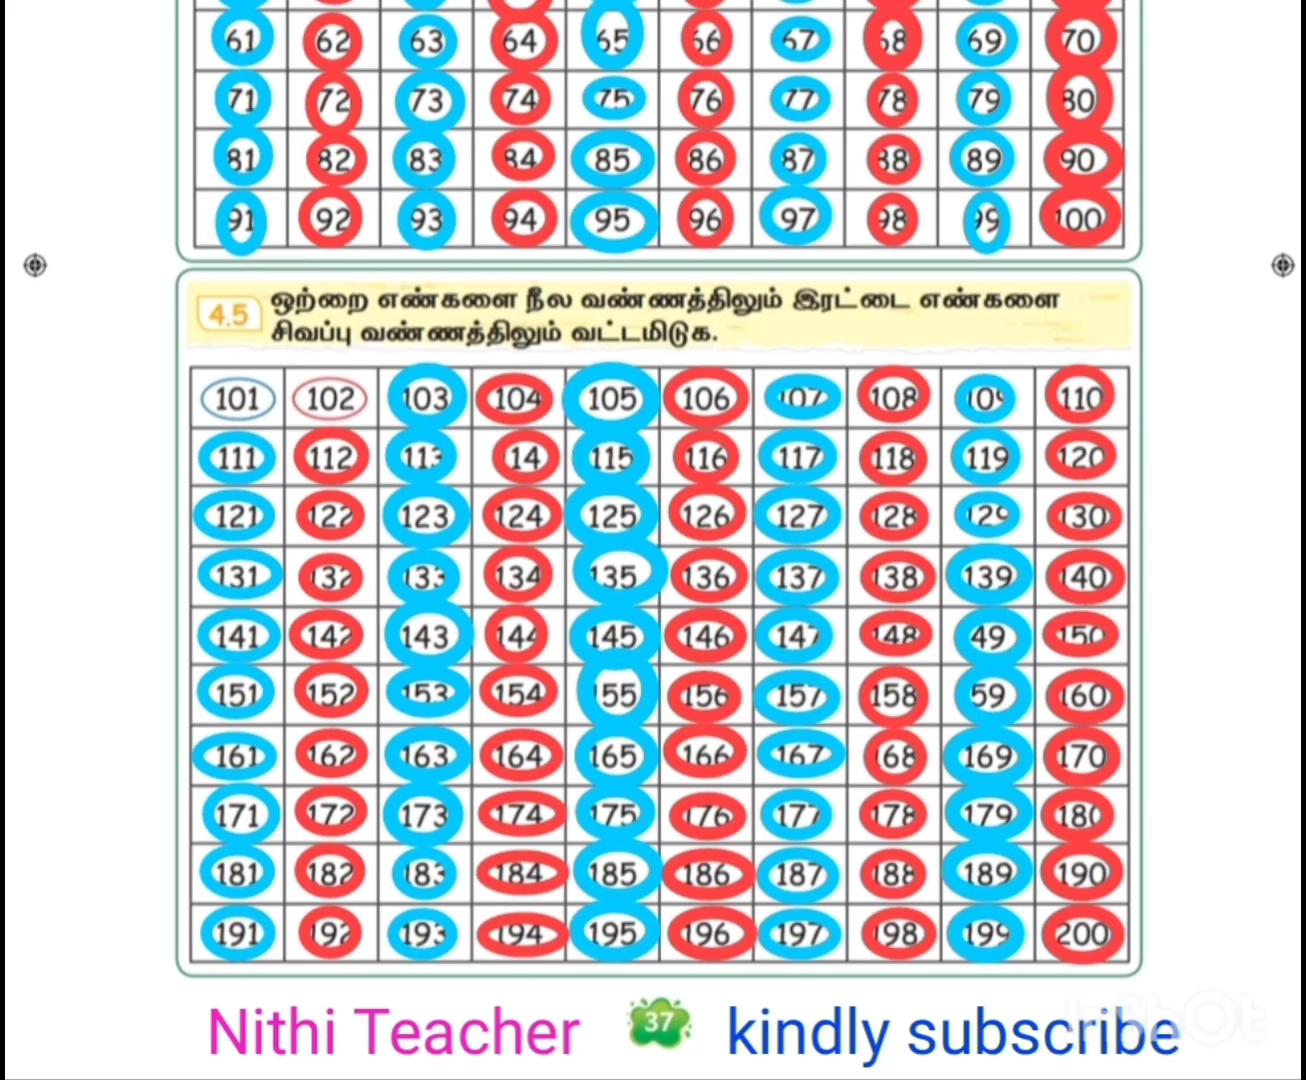 61 62 63 64 65 66 67 68 69 70
71 72 73 74 75 76 77 78 79 80
81 82 83 84 85 86 87 88 89 90
91 92 93 94 95 96 97 98 99 100
4.5 ஒற்றை எண்களை நீல வண்ணத்திலும் இரட்டை எண்களை
சிவப்பு வண்ணத்திலும் வட்டமிடுக.
101 102 103 104 105 106 107 108 109 110
111 112 113 114 115 116 117 118 119 120
121 122 123 124 125 126 127 128 129 130
131 132 133 134 135 136 137 138 139 140
141 142 143 144 145 146 147 148 149 150
151 152 153 154 155 156 157 158 159 160
161 162 163 164 165 166 167 168 169 170
171 172 173 174 175 176 177 178 179 180
181 182 183 184 185 186 187 188 189 190
191 192 193 194 195 196 197 198 199 200
Nithi Teacher 37 kindly subscribe
InShOt